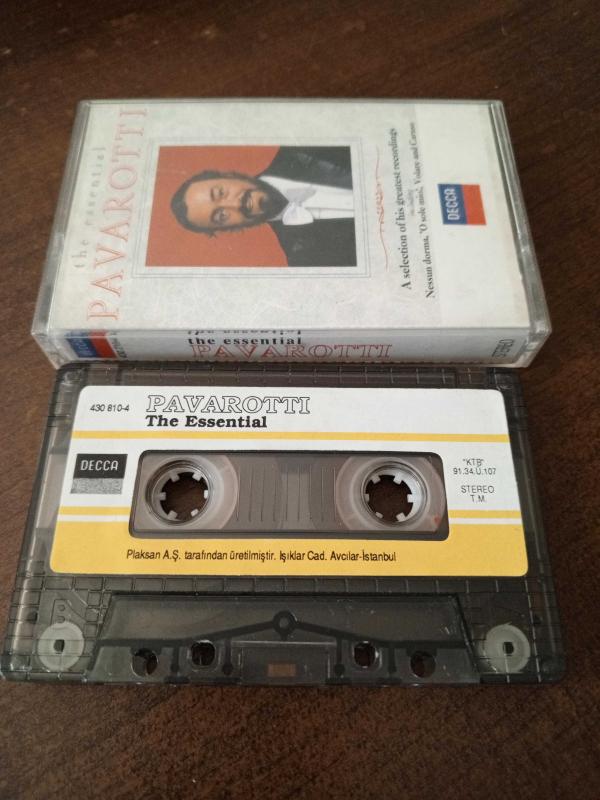 the essential
PAVAROTTI
A selection of his greatest recordings
including
Nessun dorma, 'O sole mio, Volare and Caruso
DECCA
the essential
PAVAROTTI
430 810-4
PAVAROTTI
The Essential
DECCA
"KTB"
91.34.Ü.107
STEREO
T.M.
Plaksan A.Ş. tarafından üretilmiştir. Işıklar Cad. Avcılar-İstanbul
B